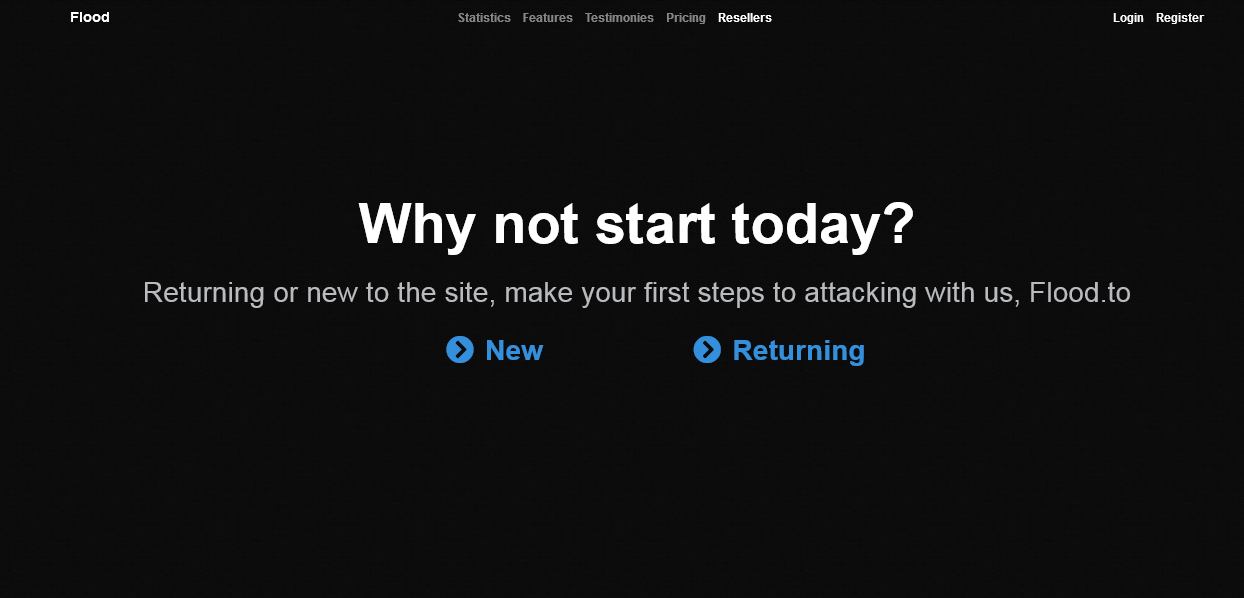 Flood
Statistics Features Testimonies Pricing Resellers
Login Register
Why not start today?
Returning or new to the site, make your first steps to attacking with us, Flood.to
New
Returning